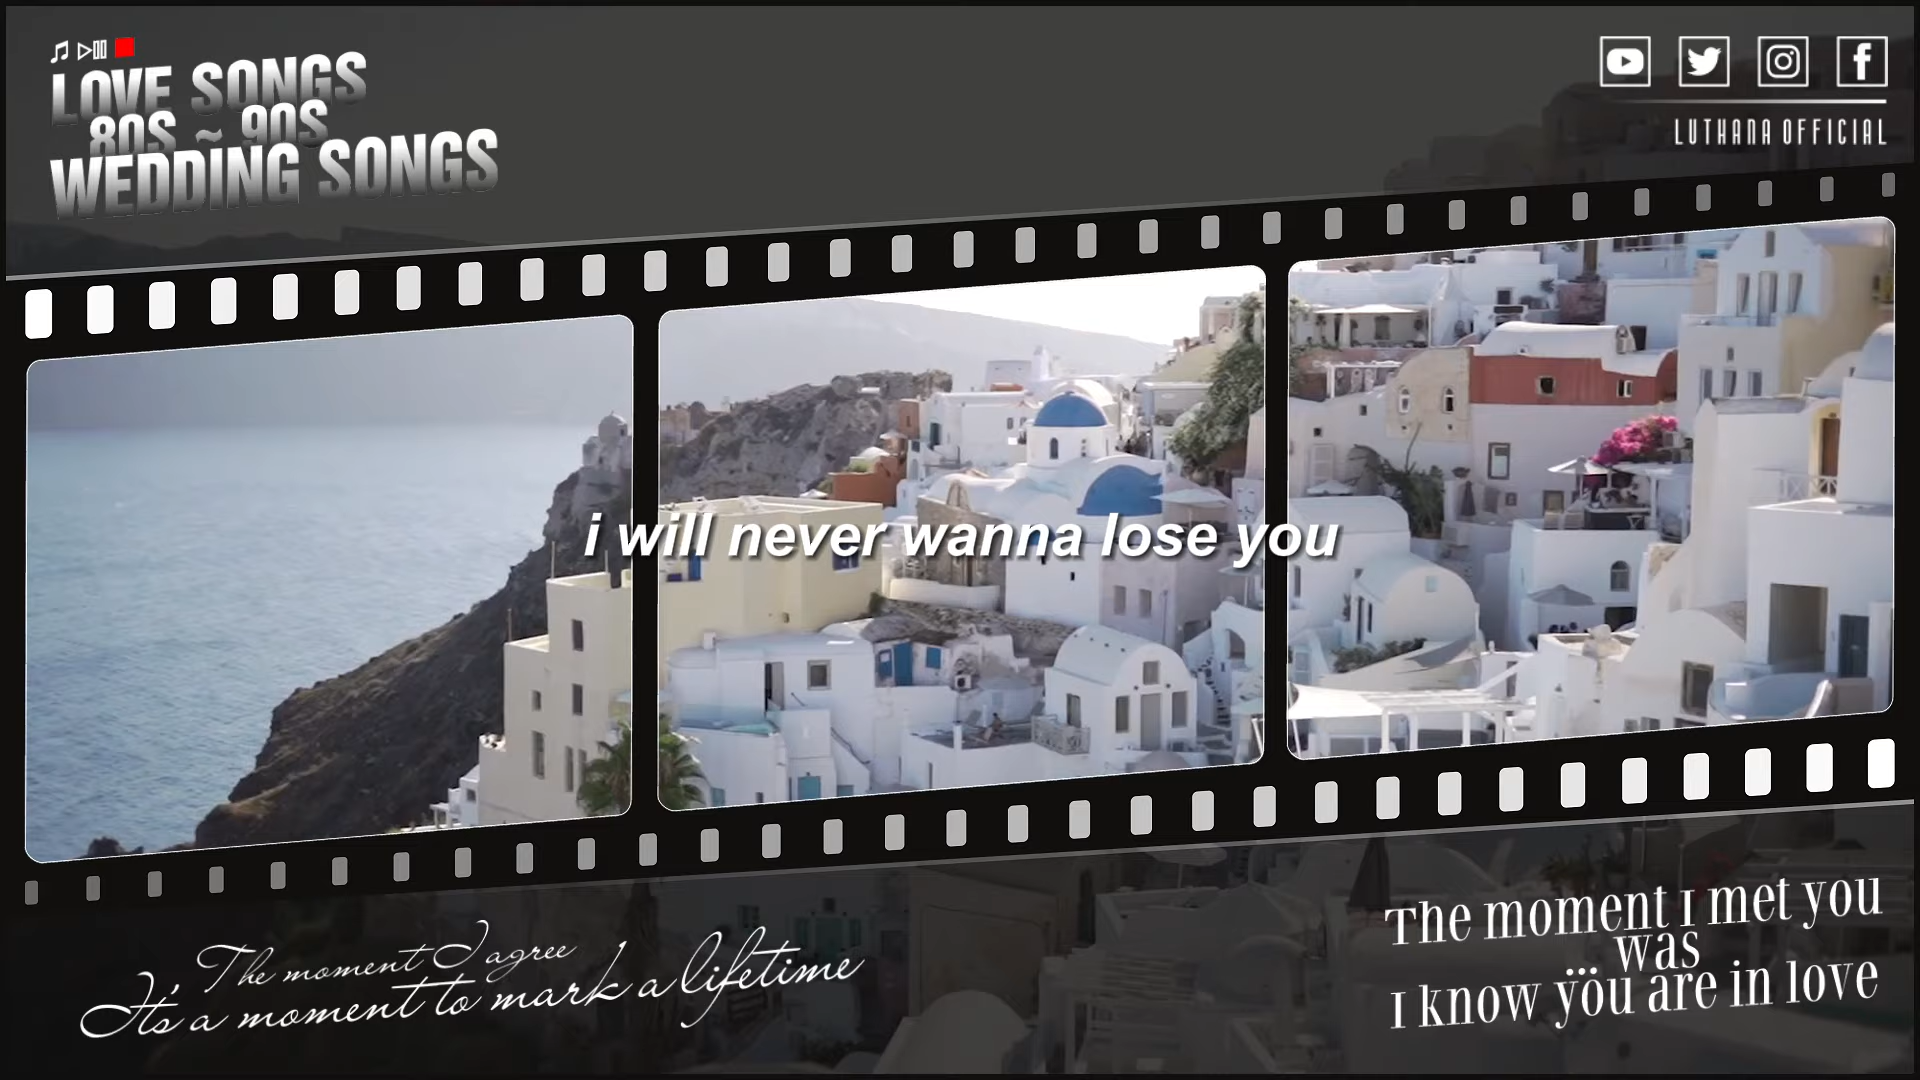 LOVE SONGS
80S ~ 90S
WEDDING SONGS
LUTHANA OFFICIAL
i will never wanna lose you
The moment I agree
It's a moment to mark a lifetime
The moment I met you
was
I know you are in love